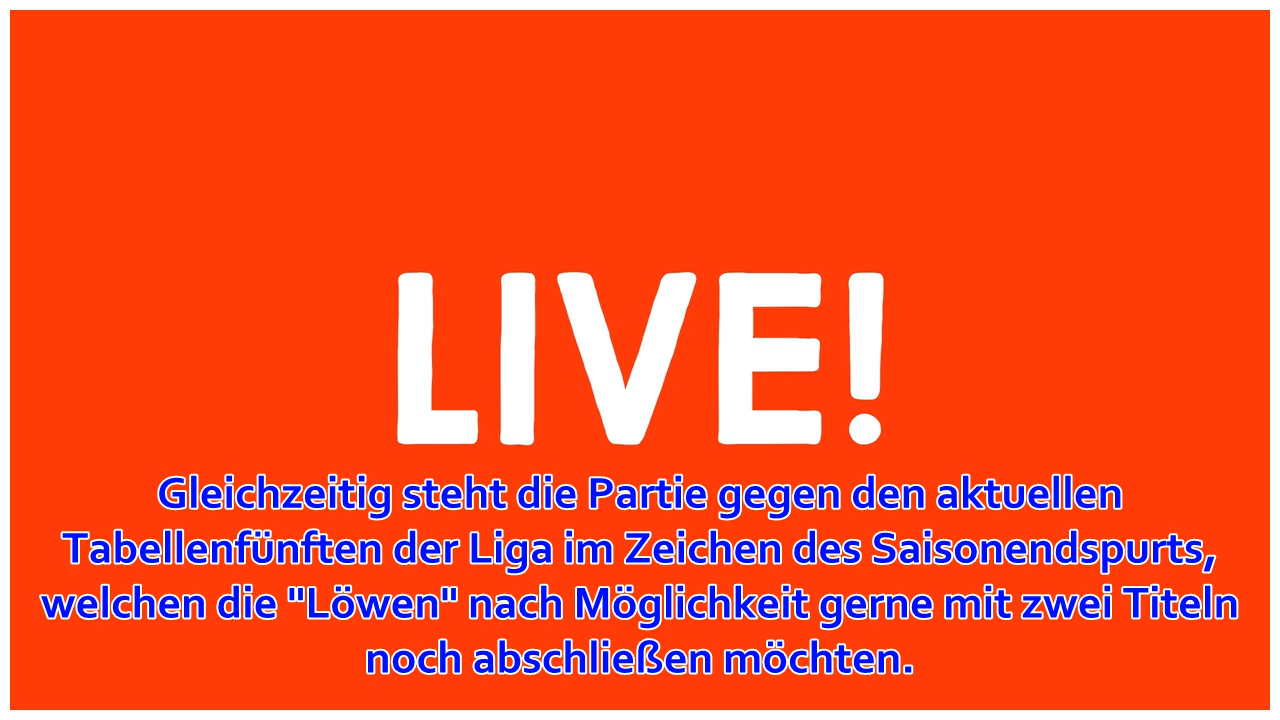 LIVE!
Gleichzeitig steht die Partie gegen den aktuellen
Tabellenfünften der Liga im Zeichen des Saisonendspurts,
welchen die "Löwen" nach Möglichkeit gerne mit zwei Titeln
noch abschließen möchten.